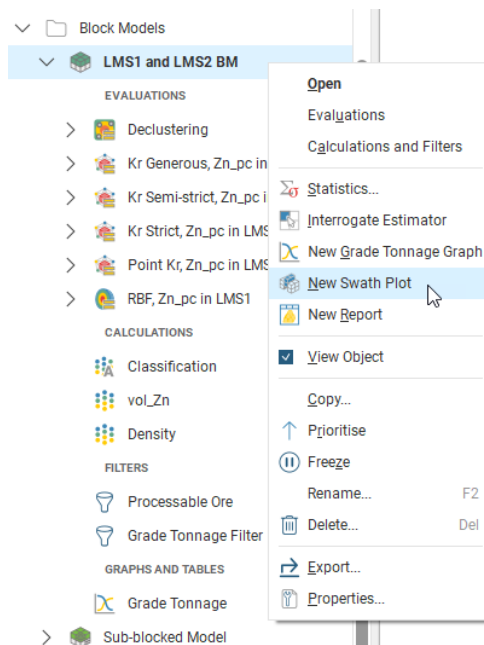 Block Models
LMS1 and LMS2 BM
EVALUATIONS
Declustering
Kr Generous, Zn_pc in
Kr Semi-strict, Zn_pc i
Kr Strict, Zn_pc in LMS
Point Kr, Zn_pc in LMS
RBF, Zn_pc in LMS1
CALCULATIONS
Classification
vol_Zn
Density
FILTERS
Processable Ore
Grade Tonnage Filter
GRAPHS AND TABLES
Grade Tonnage
Sub-blocked Model
Open
Evaluations
Calculations and Filters
Statistics...
Interrogate Estimator
New Grade Tonnage Graph
New Swath Plot
New Report
View Object
Copy...
Prioritise
Freeze
Rename... F2
Delete... Del
Export...
Properties...